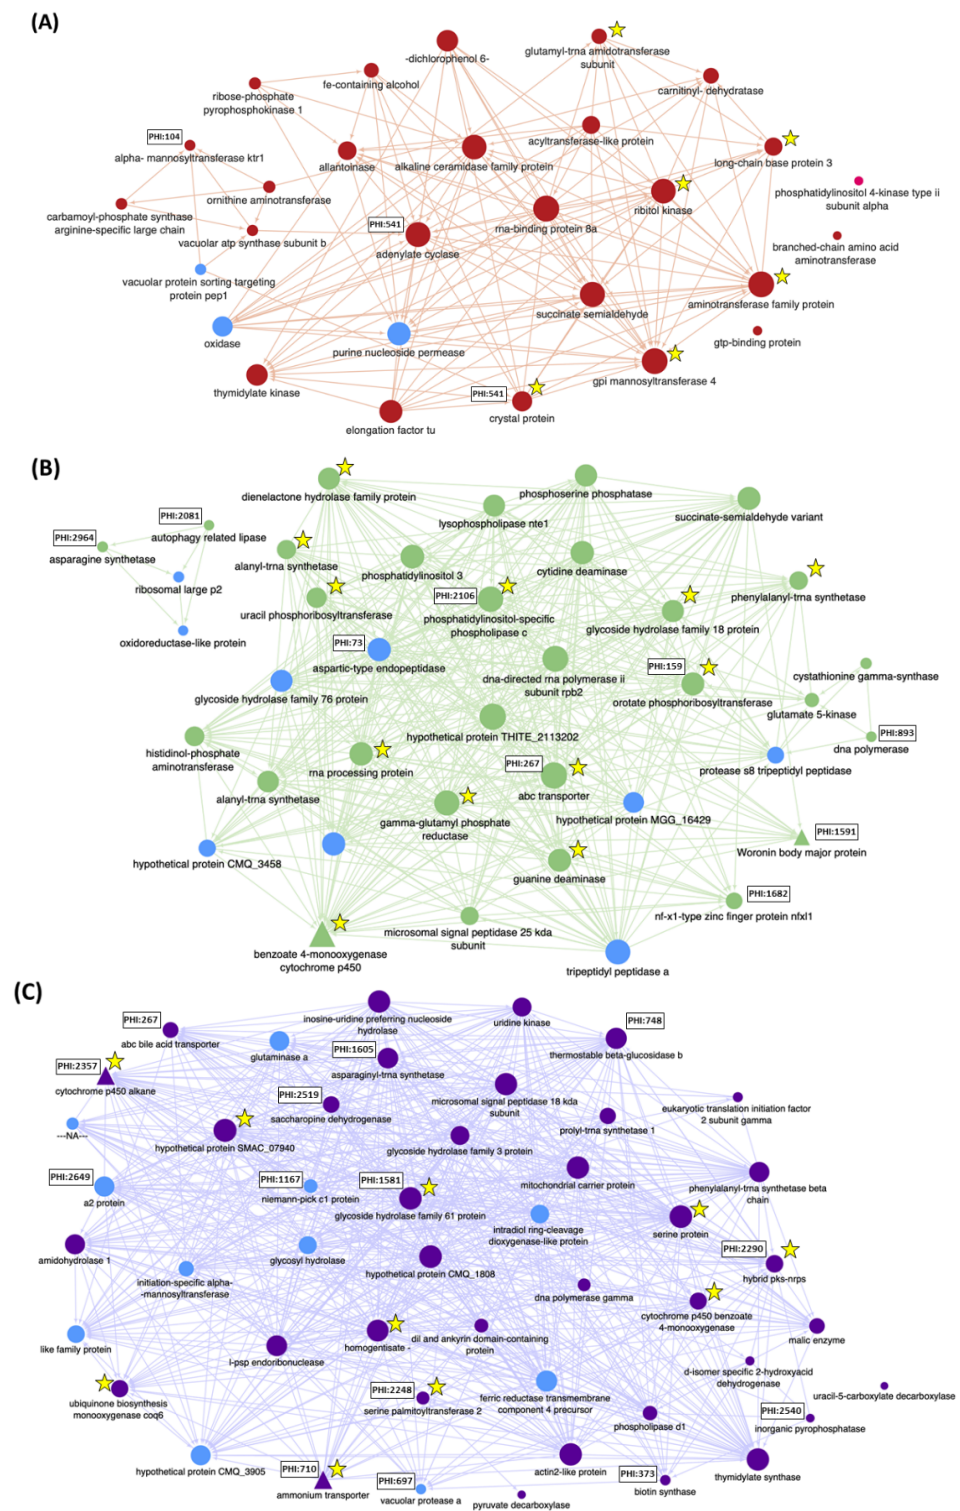 (A)
-dichlorophenol 6-
glutamyl-trna amidotransferase
subunit
fe-containing alcohol
carnitinyl- dehydratase
ribose-phosphate
pyrophosphokinase 1
PHI:104
alpha- mannosyltransferase ktr1
allantoinase
alkaline ceramidase family protein
acyltransferase-like protein
long-chain base protein 3
phosphatidylinositol 4-kinase type ii
subunit alpha
ornithine aminotransferase
carbamoyl-phosphate synthase
arginine-specific large chain
ribitol kinase
rna-binding protein 8a
PHI:541
adenylate cyclase
vacuolar atp synthase subunit b
branched-chain amino acid
aminotransferase
vacuolar protein sorting targeting
protein pep1
aminotransferase family protein
succinate semialdehyde
oxidase
purine nucleoside permease
gtp-binding protein
gpi mannosyltransferase 4
thymidylate kinase
PHI:541
crystal protein
elongation factor tu
(B)
dienelactone hydrolase family protein
phosphoserine phosphatase
lysophospholipase nte1
succinate-semialdehyde variant
PHI:2081
autophagy related lipase
PHI:2964
asparagine synthetase
alanyl-trna synthetase
phosphatidylinositol 3
cytidine deaminase
ribosomal large p2
uracil phosphoribosyltransferase
PHI:2106
phosphatidylinositol-specific
phospholipase c
phenylalanyl-trna synthetase
glycoside hydrolase family 18 protein
oxidoreductase-like protein
PHI:73
aspartic-type endopeptidase
dna-directed rna polymerase ii
subunit rpb2
PHI:159
orotate phosphoribosyltransferase
cystathionine gamma-synthase
glycoside hydrolase family 76 protein
glutamate 5-kinase
hypothetical protein THITE_2113202
PHI:893
dna polymerase
histidinol-phosphate
aminotransferase
rna processing protein
protease s8 tripeptidyl peptidase
PHI:267
abc transporter
alanyl-trna synthetase
gamma-glutamyl phosphate
reductase
hypothetical protein MGG_16429
PHI:1591
Woronin body major protein
hypothetical protein CMQ_3458
guanine deaminase
PHI:1682
nf-x1-type zinc finger protein nfxl1
microsomal signal peptidase 25 kda
subunit
benzoate 4-monooxygenase
cytochrome p450
tripeptidyl peptidase a
(C)
inosine-uridine preferring nucleoside
hydrolase
uridine kinase
PHI:267
abc bile acid transporter
PHI:748
thermostable beta-glucosidase b
glutaminase a
PHI:1605
asparaginyl-trna synthetase
PHI:2357
cytochrome p450 alkane
PHI:2519
saccharopine dehydrogenase
microsomal signal peptidase 18 kda
subunit
eukaryotic translation initiation factor
2 subunit gamma
---NA---
hypothetical protein SMAC_07940
prolyl-trna synthetase 1
glycoside hydrolase family 3 protein
mitochondrial carrier protein
phenylalanyl-trna synthetase beta
chain
PHI:2649
a2 protein
PHI:1167
niemann-pick c1 protein
PHI:1581
glycoside hydrolase family 61 protein
intradiol ring-cleavage
dioxygenase-like protein
serine protein
amidohydrolase 1
glycosyl hydrolase
hypothetical protein CMQ_1808
PHI:2290
hybrid pks-nrps
initiation-specific alpha-
-mannosyltransferase
dna polymerase gamma
cytochrome p450 benzoate
4-monooxygenase
like family protein
homogentisate -
dil and ankyrin domain-containing
protein
malic enzyme
l-psp endoribonuclease
d-isomer specific 2-hydroxyacid
dehydrogenase
ubiquinone biosynthesis
monooxygenase coq6
PHI:2248
serine palmitoyltransferase 2
ferric reductase transmembrane
component 4 precursor
uracil-5-carboxylate decarboxylase
phospholipase d1
PHI:2540
inorganic pyrophosphatase
hypothetical protein CMQ_3905
PHI:710
ammonium transporter
actin2-like protein
thymidylate synthase
PHI:697
vacuolar protease a
PHI:373
biotin synthase
pyruvate decarboxylase